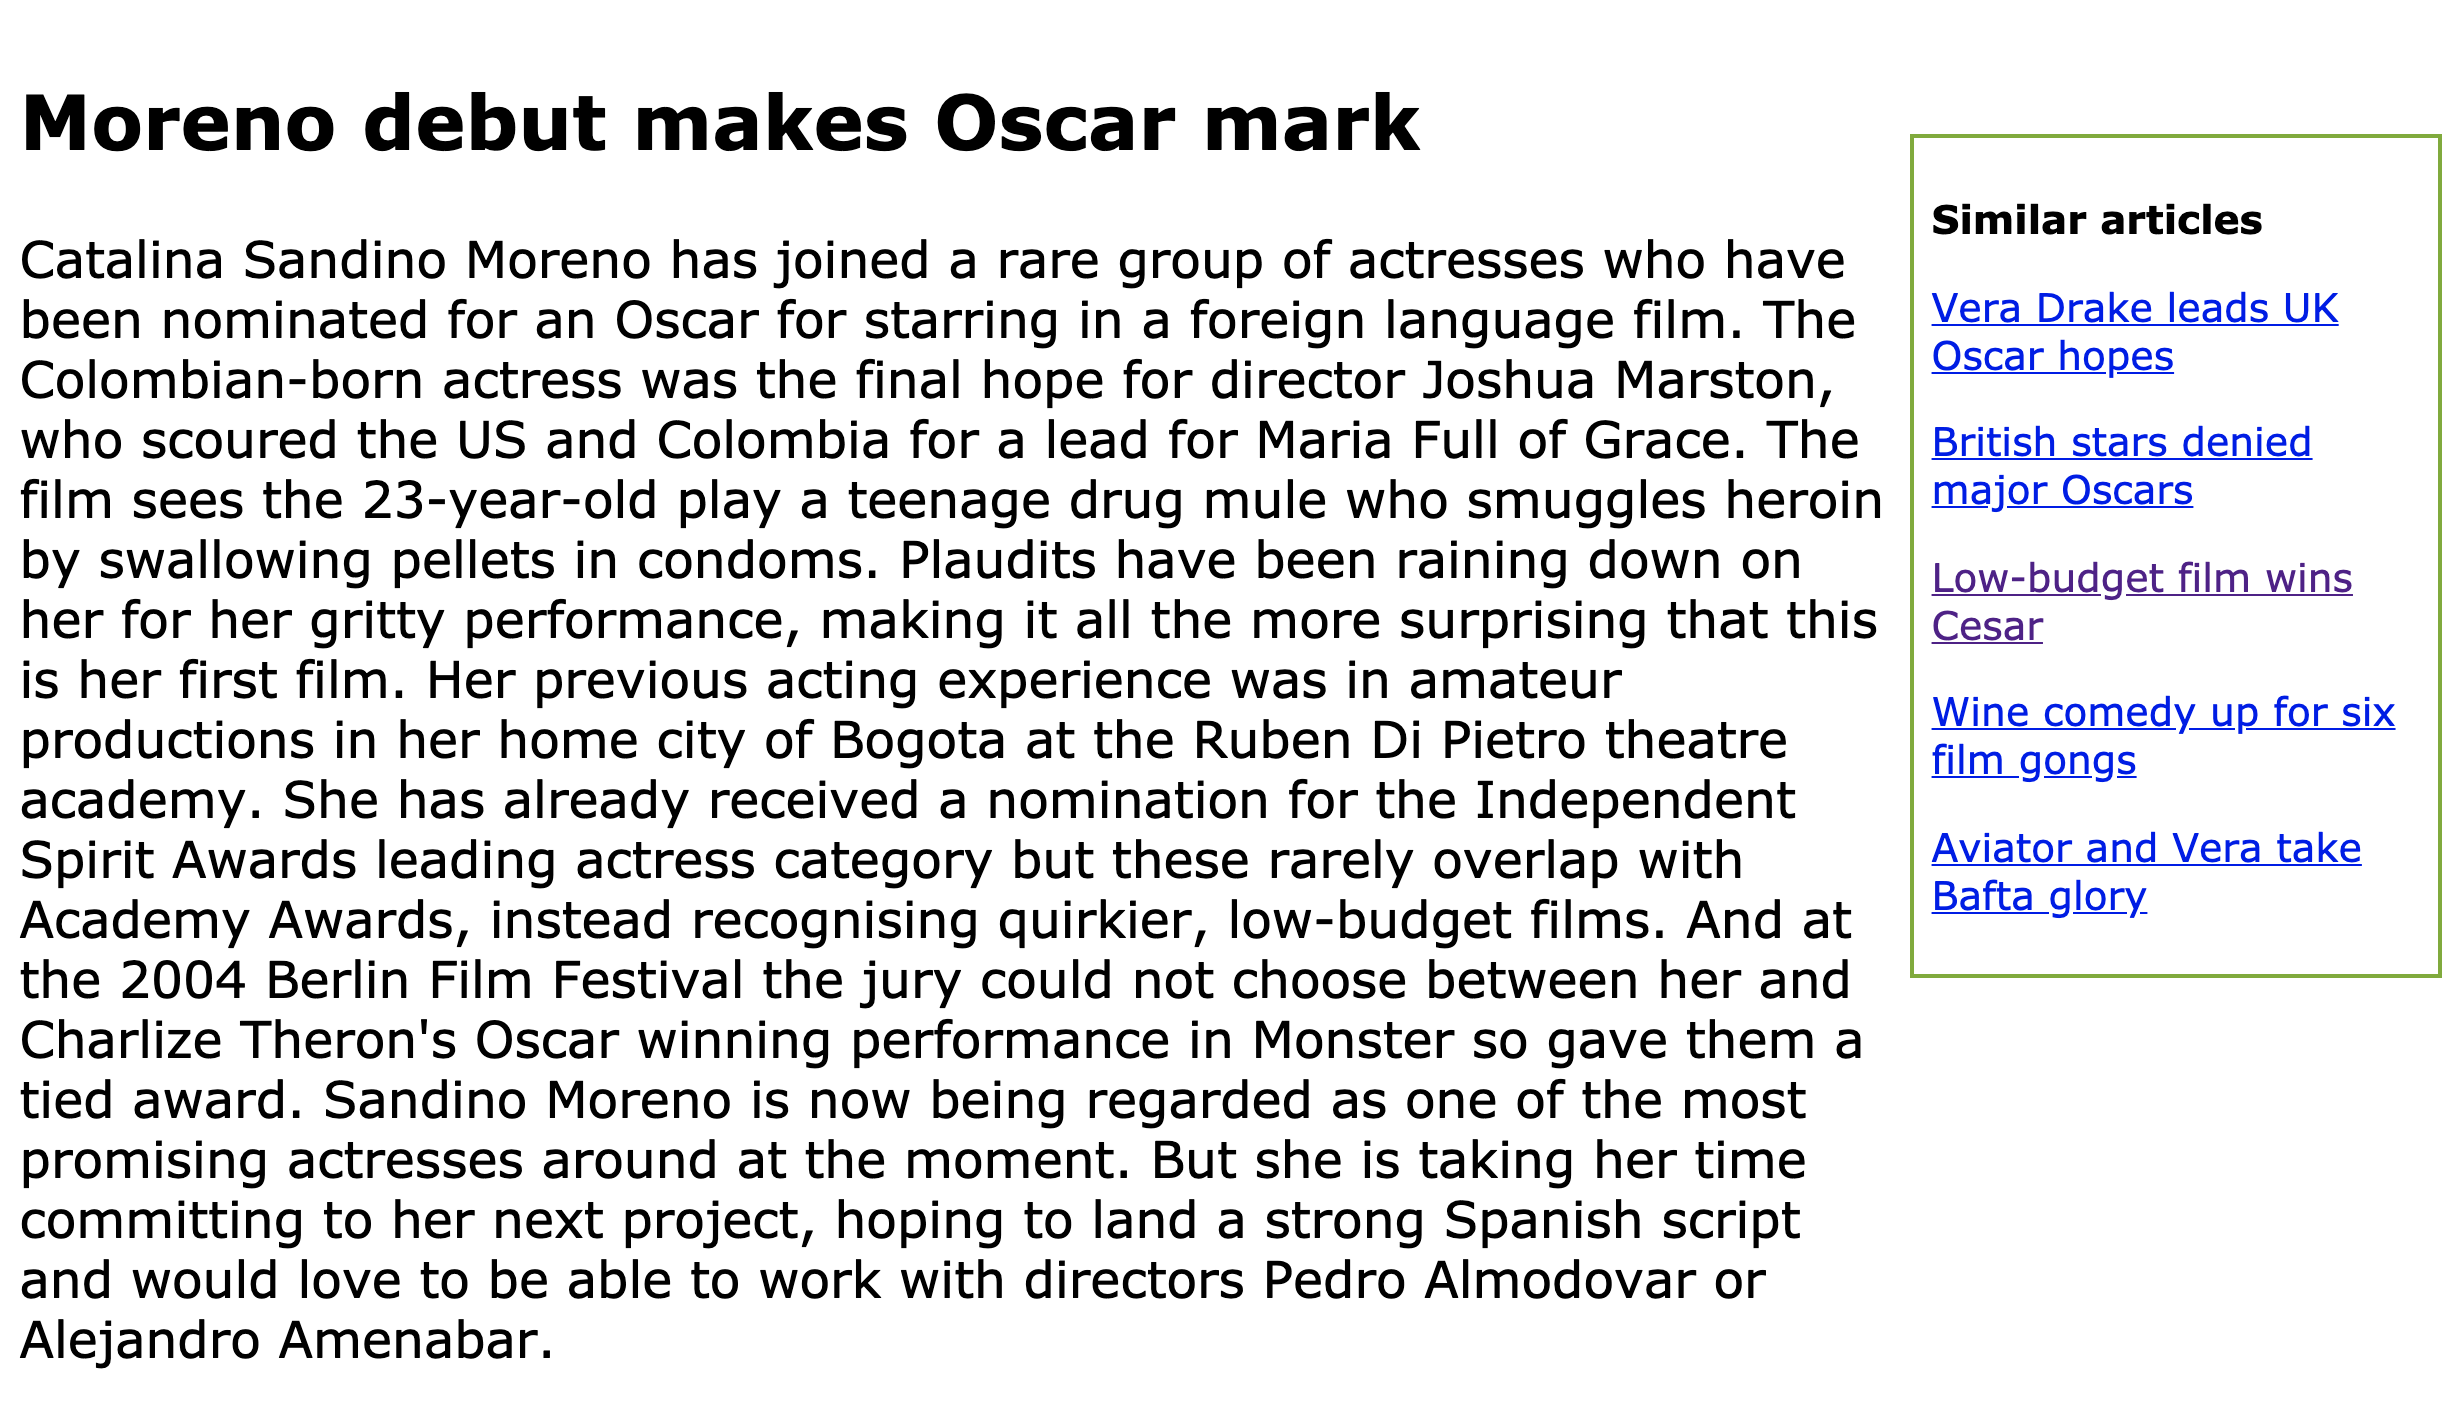 Moreno debut makes Oscar mark
Catalina Sandino Moreno has joined a rare group of actresses who have
been nominated for an Oscar for starring in a foreign language film. The
Colombian-born actress was the final hope for director Joshua Marston,
who scoured the US and Colombia for a lead for Maria Full of Grace. The
film sees the 23-year-old play a teenage drug mule who smuggles heroin
by swallowing pellets in condoms. Plaudits have been raining down on
her for her gritty performance, making it all the more surprising that this
is her first film. Her previous acting experience was in amateur
productions in her home city of Bogota at the Ruben Di Pietro theatre
academy. She has already received a nomination for the Independent
Spirit Awards leading actress category but these rarely overlap with
Academy Awards, instead recognising quirkier, low-budget films. And at
the 2004 Berlin Film Festival the jury could not choose between her and
Charlize Theron's Oscar winning performance in Monster so gave them a
tied award. Sandino Moreno is now being regarded as one of the most
promising actresses around at the moment. But she is taking her time
committing to her next project, hoping to land a strong Spanish script
and would love to be able to work with directors Pedro Almodovar or
Alejandro Amenabar.
Similar articles
Vera Drake leads UK
Oscar hopes
British stars denied
major Oscars
Low-budget film wins
Cesar
Wine comedy up for six
film gongs
Aviator and Vera take
Bafta glory